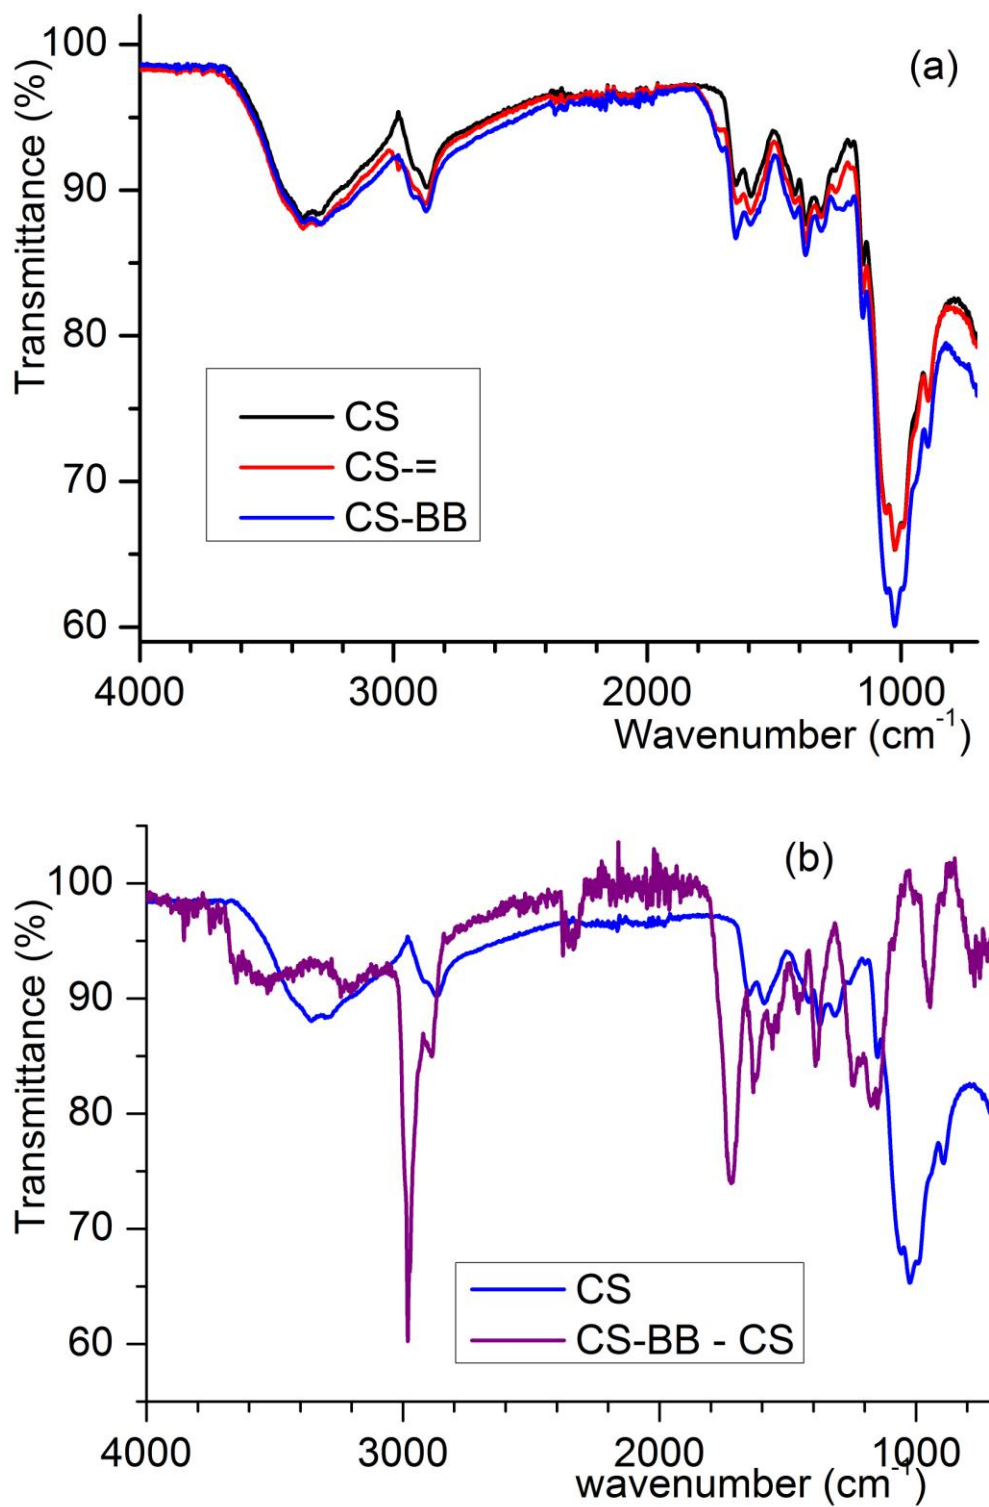 (a)
Transmittance (%)
100
90
80
70
60
CS
CS-=
CS-BB
4000 3000 2000 1000
Wavenumber (cm⁻¹)
(b)
Transmittance (%)
100
90
80
70
60
CS
CS-BB - CS
4000 3000 2000 1000
wavenumber (cm⁻¹)